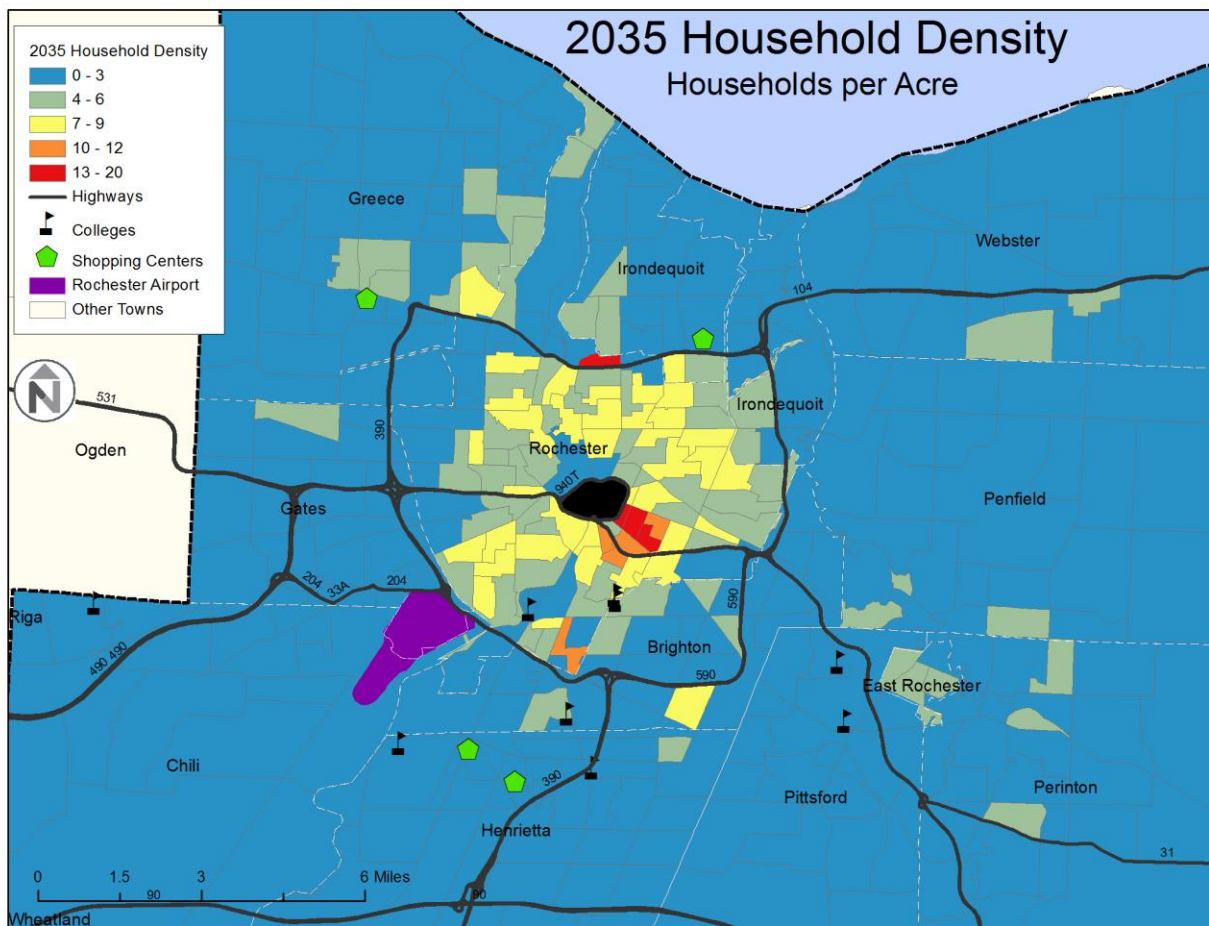 2035 Household Density
Households per Acre
2035 Household Density
0 - 3
4 - 6
7 - 9
10 - 12
13 - 20
Highways
Colleges
Shopping Centers
Rochester Airport
Other Towns
N
Greece
Irondequoit
Webster
104
531
390
Irondequoit
Ogden
Rochester
940T
Gates
Penfield
204
33A
204
590
Riga
490 490
Brighton
590
East Rochester
Chili
390
Pittsford
Perinton
Henrietta
31
0 1.5 3 6 Miles
90
90
Wheatland